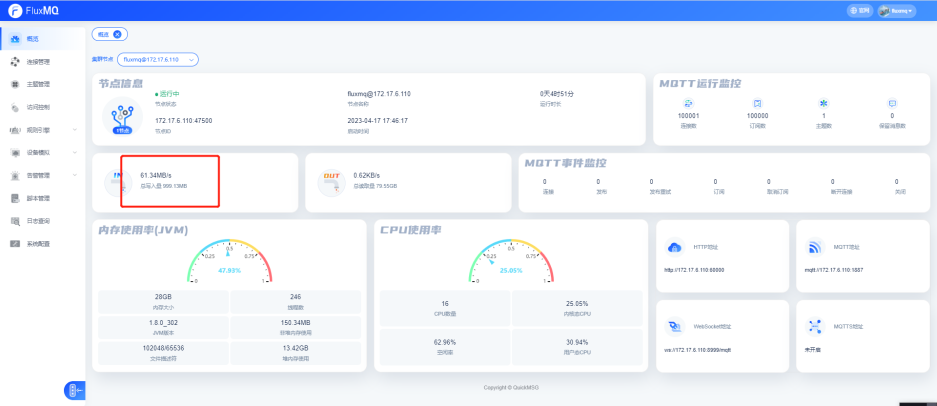 FluxMQ
官网
fluxmq
概览
概览
连接管理
主题管理
访问控制
规则引擎
设备模拟
告警管理
脚本管理
日志查询
系统配置
集群节点
fluxmq@172.17.6.110
节点信息
运行中
节点状态
fluxmq@172.17.6.110
节点名称
0天4时51分
运行时长
172.17.6.110:47500
节点ID
2023-04-17 17:46:17
启动时间
1节点
MQTT运行监控
100001
连接数
100000
订阅数
1
主题数
0
保留消息数
IN
61.34MB/s
总写入量 999.13MB
OUT
0.62KB/s
总读取量 79.55GB
MQTT事件监控
0
连接
0
发布
0
发布重试
0
订阅
0
取消订阅
0
断开连接
0
关闭
内存使用率(JVM)
0
0.25
0.5
0.75
1
47.93%
28GB
内存大小
246
线程数
1.8.0_302
JVM版本
150.34MB
非堆内存使用
102048/65536
文件描述符
13.42GB
堆内存使用
CPU使用率
0
0.25
0.5
0.75
1
25.05%
16
CPU数量
25.05%
内核态CPU
62.96%
空闲率
30.94%
用户态CPU
HTTP地址
http://172.17.6.110:60000
MQTT地址
mqtt://172.17.6.110:1887
WebSocket地址
ws://172.17.6.110:8999/mqtt
MQTTS地址
未开启
Copyright © QuickMSG